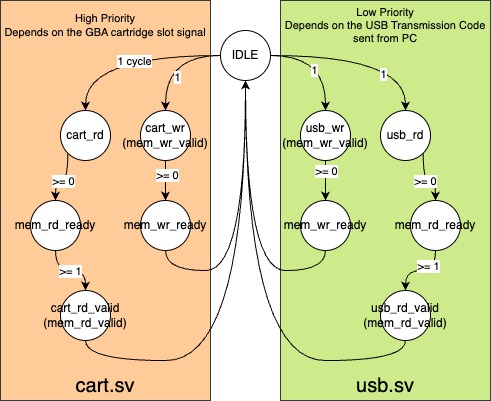 High Priority
Depends on the GBA cartridge slot signal
Low Priority
Depends on the USB Transmission Code
sent from PC
IDLE
1 cycle
1
1
1
cart_rd
cart_wr
(mem_wr_valid)
usb_wr
(mem_wr_valid)
usb_rd
>= 0
>= 0
>= 0
>= 0
mem_rd_ready
mem_wr_ready
mem_wr_ready
mem_rd_ready
>= 1
>= 1
cart_rd_valid
(mem_rd_valid)
usb_rd_valid
(mem_rd_valid)
cart.sv
usb.sv